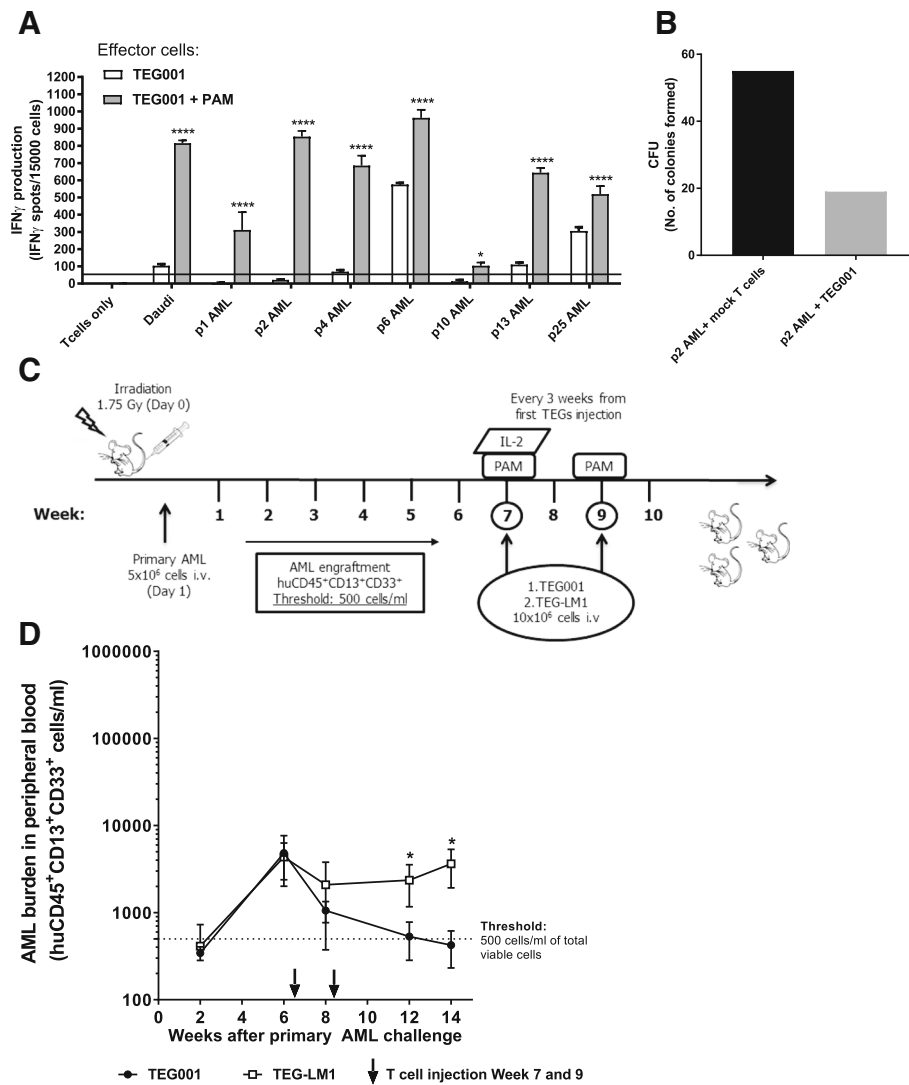 A
Effector cells:
TEG001
TEG001 + PAM
IFNγ production
(IFNγ spots/15000 cells)
1200
1100
1000
900
800
700
600
500
400
300
200
100
0
****
****
****
****
****
*
****
****
Tcells only
Daudi
p1 AML
p2 AML
p4 AML
p6 AML
p10 AML
p13 AML
p25 AML
B
CFU
(No. of colonies formed)
60
40
20
0
p2 AML+ mock T cells
p2 AML + TEG001
C
Irradiation
1.75 Gy (Day 0)
Every 3 weeks from
first TEGs injection
IL-2
PAM
PAM
Week:
1 2 3 4 5 6 7 8 9 10
Primary AML
5x10⁶ cells i.v.
(Day 1)
AML engraftment
huCD45⁺CD13⁺CD33⁺
Threshold: 500 cells/ml
1.TEG001
2.TEG-LM1
10x10⁶ cells i.v
D
AML burden in peripheral blood
(huCD45⁺CD13⁺CD33⁺ cells/ml)
1000000
100000
10000
1000
100
* *
Threshold:
500 cells/ml of total
viable cells
0 2 4 6 8 10 12 14
Weeks after primary AML challenge
TEG001 TEG-LM1 T cell injection Week 7 and 9